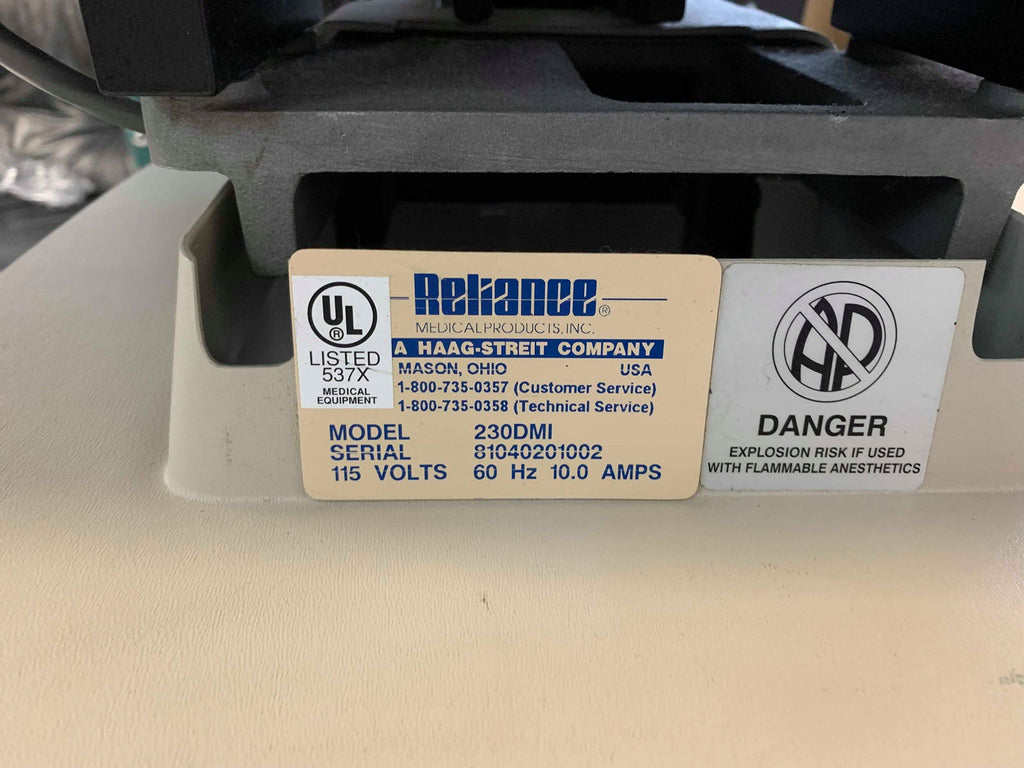 UL
®
LISTED
537X
MEDICAL
EQUIPMENT
Reliance®
MEDICAL PRODUCTS, INC.
A HAAG-STREIT COMPANY
MASON, OHIO USA
1-800-735-0357 (Customer Service)
1-800-735-0358 (Technical Service)
MODEL 230DMI
SERIAL 81040201002
115 VOLTS 60 Hz 10.0 AMPS
AP
DANGER
EXPLOSION RISK IF USED
WITH FLAMMABLE ANESTHETICS